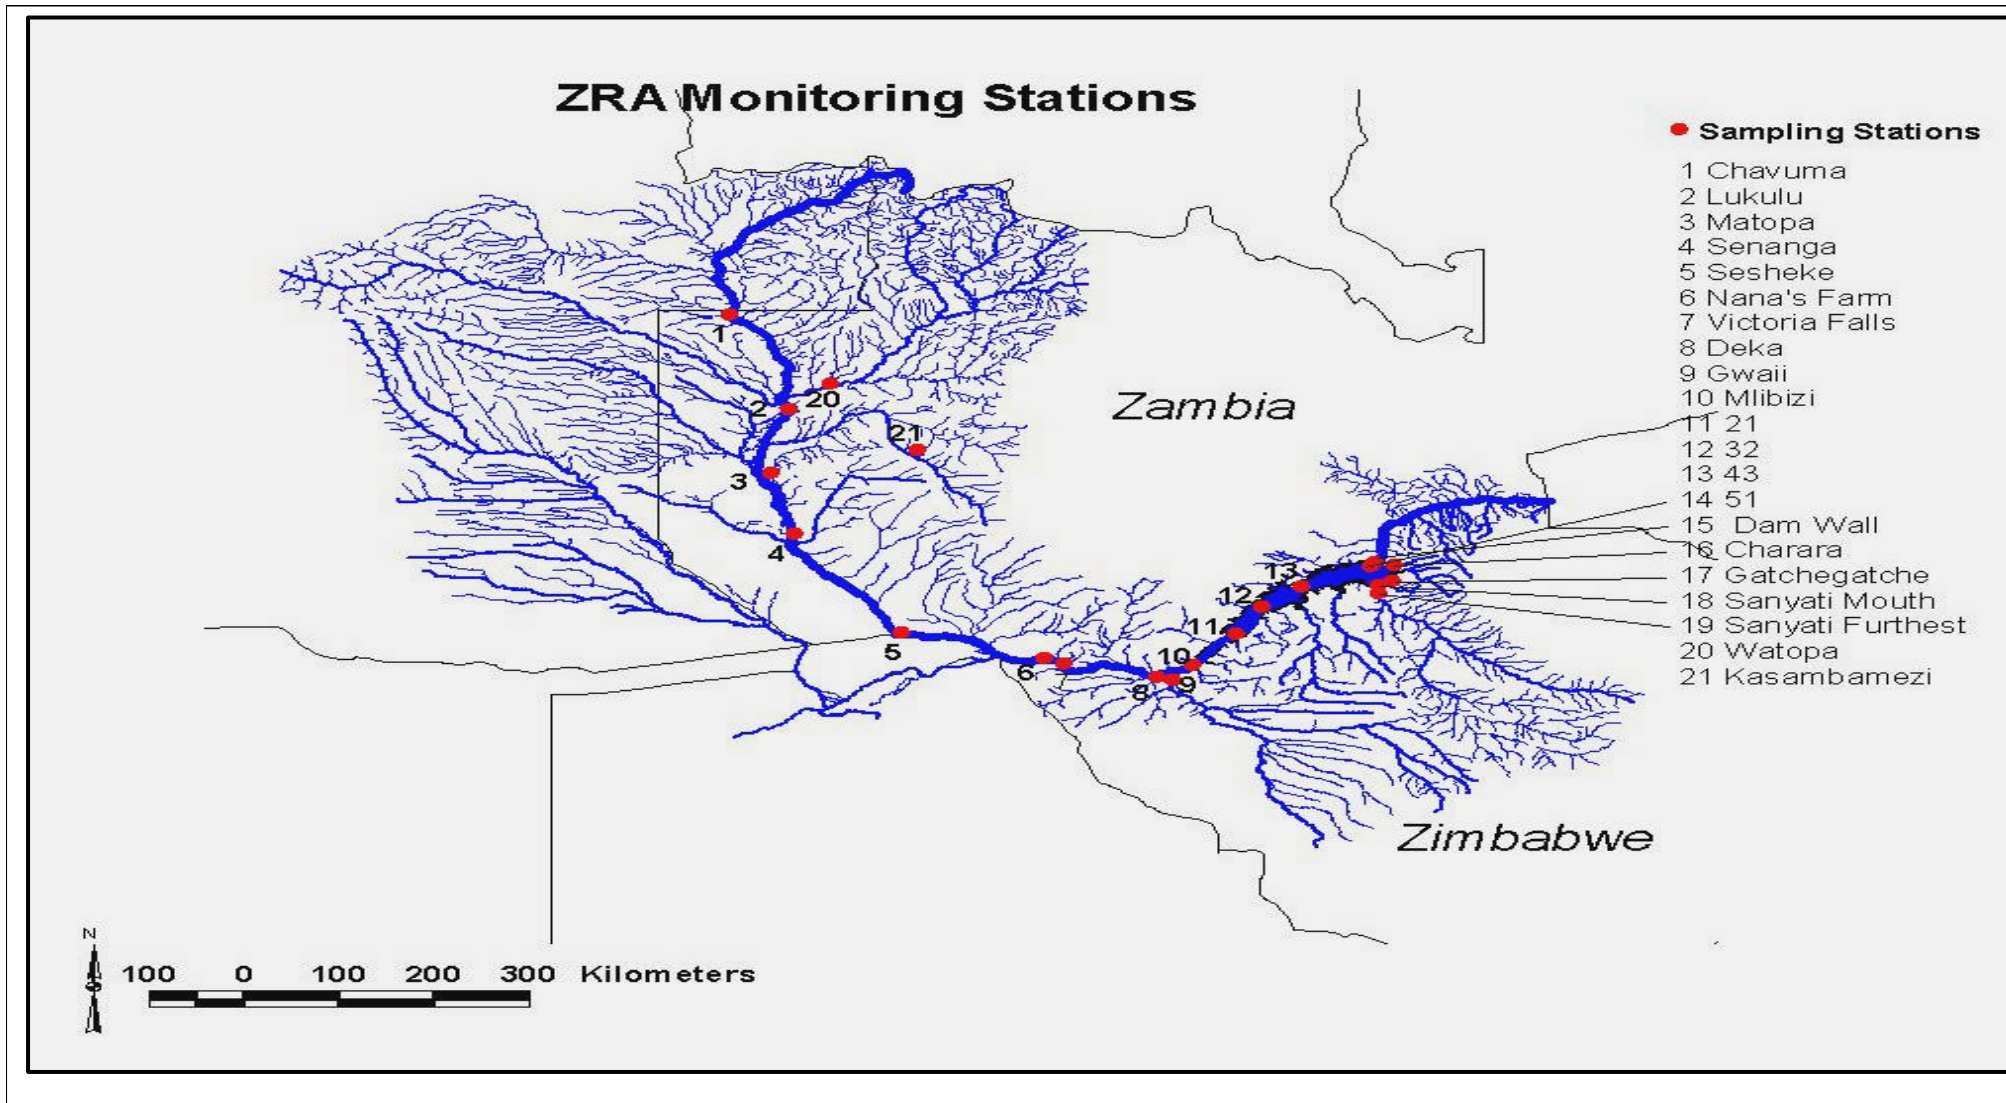 ZRA Monitoring Stations
Sampling Stations
1 Chavuma
2 Lukulu
3 Matopa
4 Senanga
5 Sesheke
6 Nana's Farm
7 Victoria Falls
8 Deka
9 Gwaii
10 Mlibizi
11 21
12 32
13 43
14 51
15 Dam Wall
16 Charara
17 Gatchegatche
18 Sanyati Mouth
19 Sanyati Furthest
20 Watopa
21 Kasambamezi
1
2
20
21
3
4
5
6
8
9
10
11
12
13
Zambia
Zimbabwe
N
S
100 0 100 200 300 Kilometers